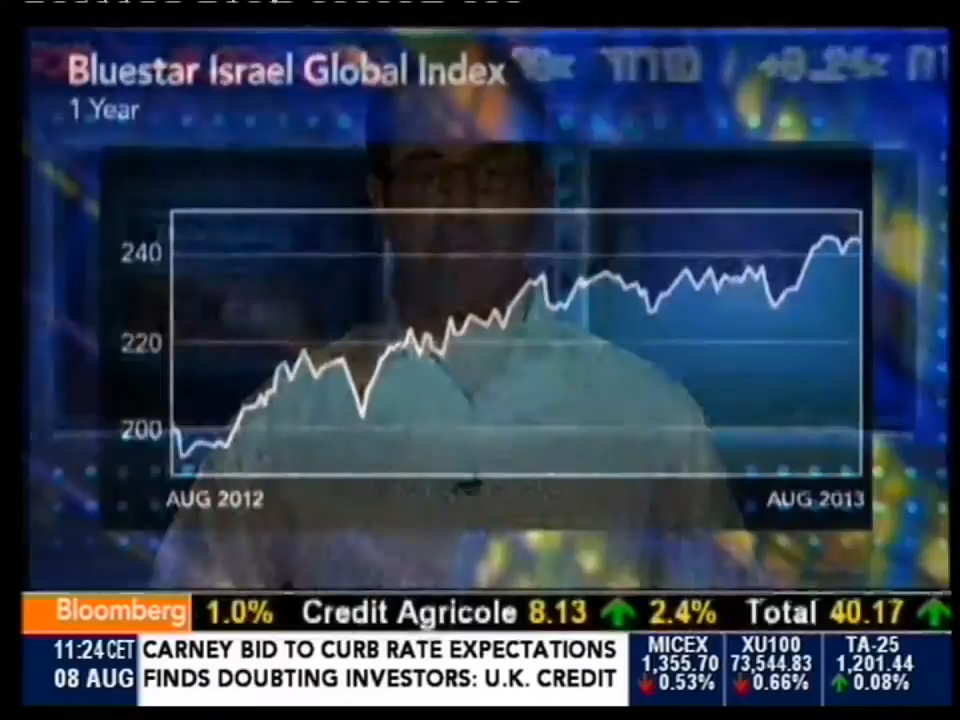 Bluestar Israel Global Index
1 Year
240
220
200
AUG 2012 AUG 2013
Bloomberg 1.0% Credit Agricole 8.13 2.4% Total 40.17
11:24CET CARNEY BID TO CURB RATE EXPECTATIONS
08 AUG FINDS DOUBTING INVESTORS: U.K. CREDIT
MICEX XU100 TA-25
1,355.70 73,544.83 1,201.44
0.53% 0.66% 0.08%